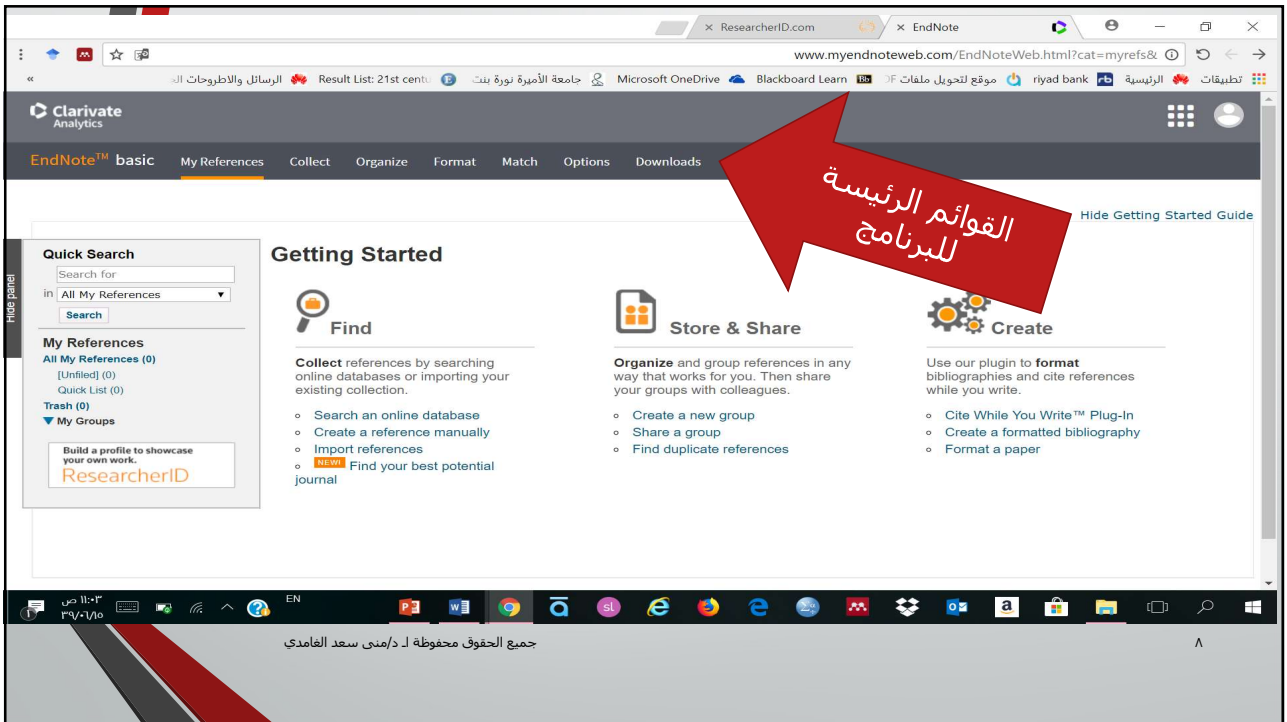 ResearcherID.com
EndNote
www.myendnoteweb.com/EndNoteWeb.html?cat=myrefs&
تطبيقات
الرئيسية
riyad bank
موقع لتحويل ملفات
Blackboard Learn
Microsoft OneDrive
جامعة الأميرة نورة بنت
Result List: 21st centu
الرسائل والاطروحات
«
Clarivate
Analytics
EndNote™ basic My References Collect Organize Format Match Options Downloads
القوائم الرئيسة
للبرنامج
Hide Getting Started Guide
Hide panel
Quick Search
Search for
in All My References
Search
My References
All My References (0)
[Unfiled] (0)
Quick List (0)
Trash (0)
My Groups
Build a profile to showcase
your own work.
ResearcherID
Getting Started
Find
Collect references by searching
online databases or importing your
existing collection.
Search an online database
Create a reference manually
Import references
NEW! Find your best potential
journal
Store & Share
Organize and group references in any
way that works for you. Then share
your groups with colleagues.
Create a new group
Share a group
Find duplicate references
Create
Use our plugin to format
bibliographies and cite references
while you write.
Cite While You Write™ Plug-In
Create a formatted bibliography
Format a paper
١١:٠٣ ص
٣٩/٠٦/١٥
EN
جميع الحقوق محفوظة لـ د/منى سعد الغامدي
٨